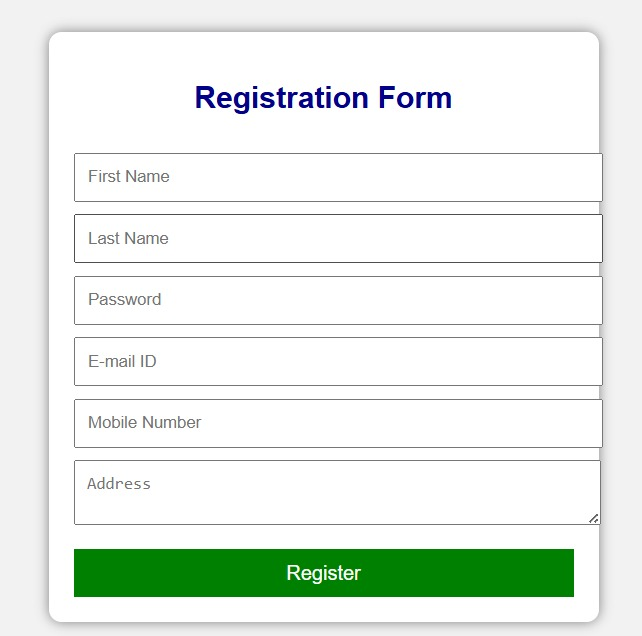 Registration Form
First Name
Last Name
Password
E-mail ID
Mobile Number
Address
Register